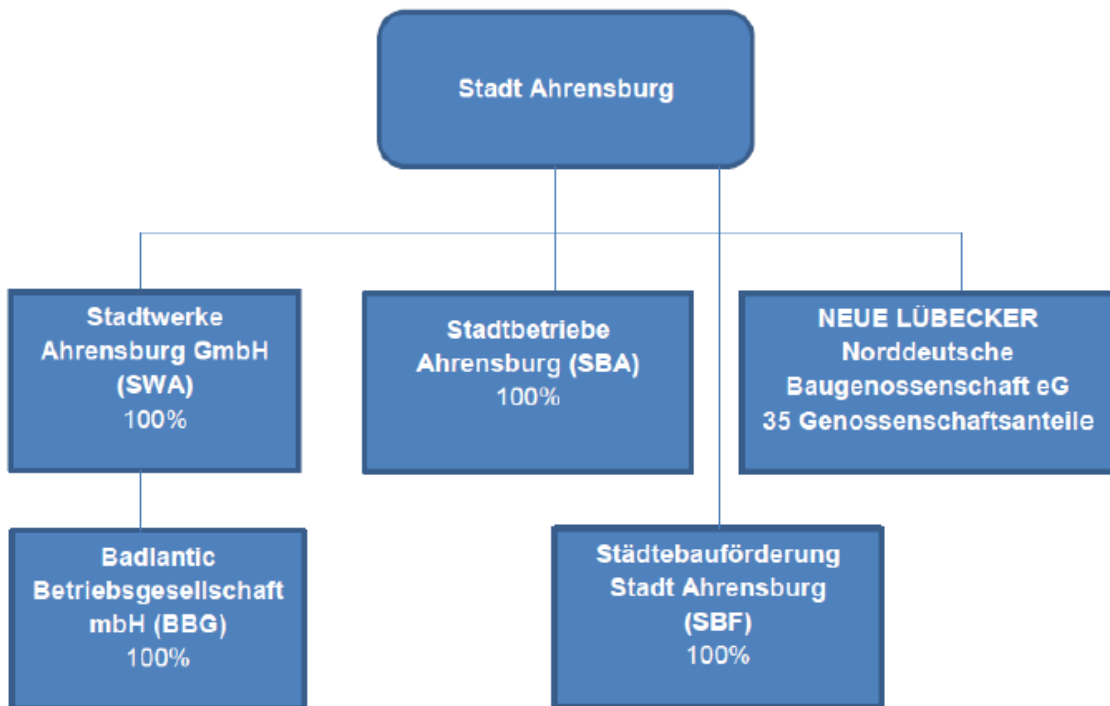 Stadt Ahrensburg
Stadtwerke
Ahrensburg GmbH
(SWA)
100%
Stadtbetriebe
Ahrensburg (SBA)
100%
NEUE LÜBECKER
Norddeutsche
Baugenossenschaft eG
35 Genossenschaftsanteile
Badlantic
Betriebsgesellschaft
mbH (BBG)
100%
Städtebauförderung
Stadt Ahrensburg
(SBF)
100%